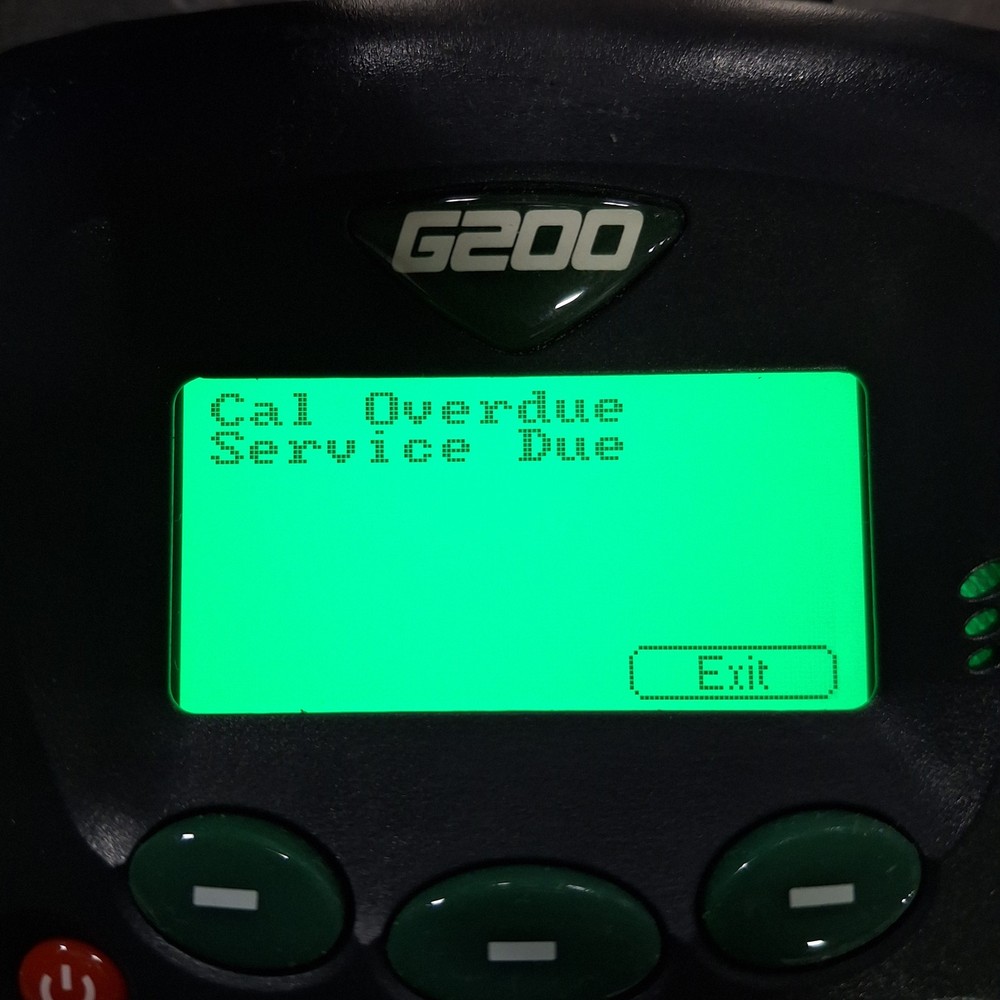 G200
Cal Overdue
Service Due
Exit